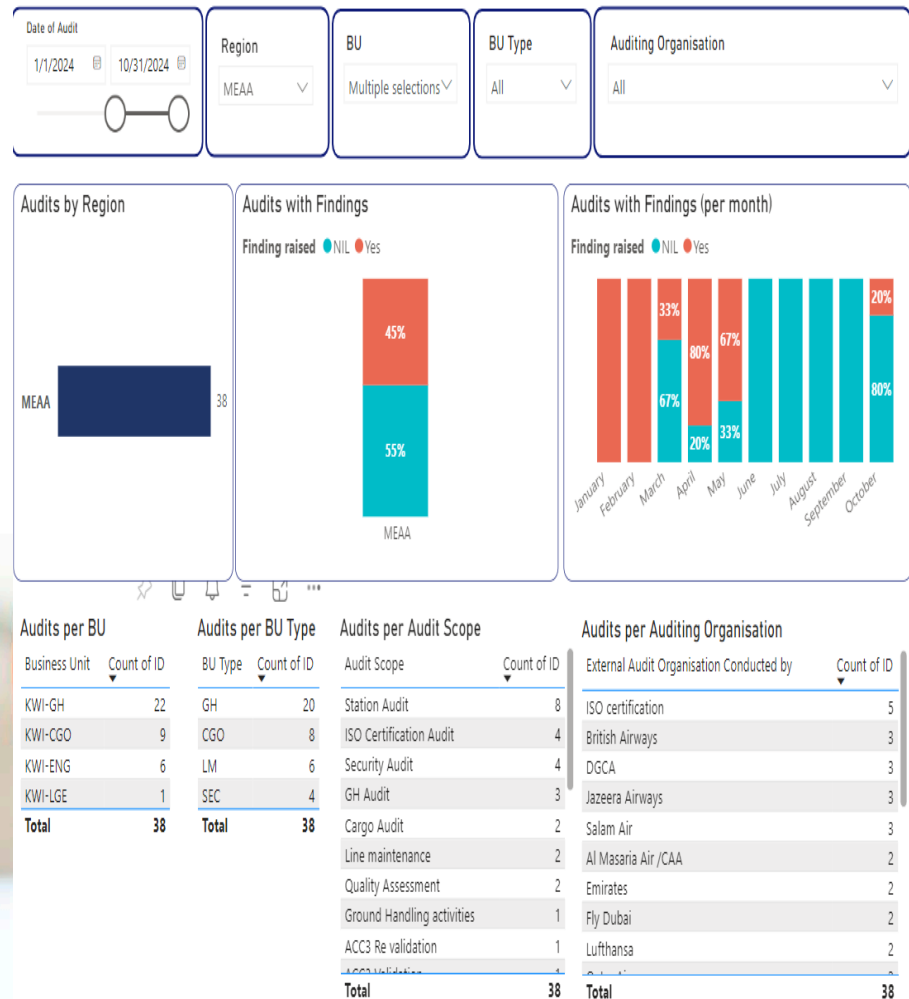 Date of Audit
1/1/2024
10/31/2024
Region
MEAA
BU
Multiple selections
BU Type
All
Auditing Organisation
All
Audits by Region
MEAA
38
Audits with Findings
Finding raised NIL Yes
45%
55%
MEAA
Audits with Findings (per month)
Finding raised NIL Yes
33%
67%
80%
20%
67%
33%
20%
80%
January February March April May June July August September October
Audits per BU
Business Unit Count of ID
KWI-GH 22
KWI-CGO 9
KWI-ENG 6
KWI-LGE 1
Total 38
Audits per BU Type
BU Type Count of ID
GH 20
CGO 8
LM 6
SEC 4
Total 38
Audits per Audit Scope
Audit Scope Count of ID
Station Audit 8
ISO Certification Audit 4
Security Audit 4
GH Audit 3
Cargo Audit 2
Line maintenance 2
Quality Assessment 2
Ground Handling activities 1
ACC3 Re validation 1
Total 38
Audits per Auditing Organisation
External Audit Organisation Conducted by Count of ID
ISO certification 5
British Airways 3
DGCA 3
Jazeera Airways 3
Salam Air 3
Al Masaria Air /CAA 2
Emirates 2
Fly Dubai 2
Lufthansa 2
Total 38